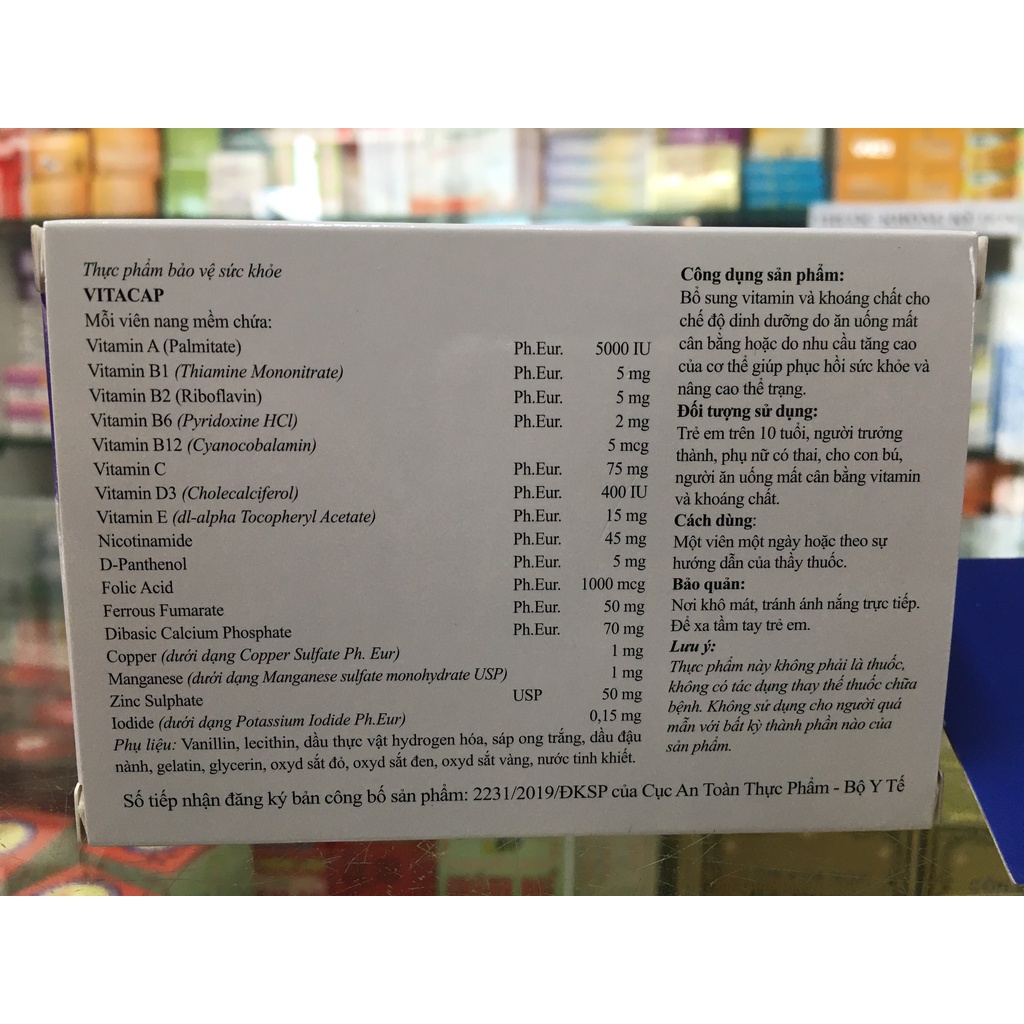 Thực phẩm bảo vệ sức khỏe
VITACAP
Mỗi viên nang mềm chứa:
Vitamin A (Palmitate) Ph.Eur. 5000 IU
Vitamin B1 (Thiamine Mononitrate) Ph.Eur. 5 mg
Vitamin B2 (Riboflavin) Ph.Eur. 5 mg
Vitamin B6 (Pyridoxine HCl) Ph.Eur. 2 mg
Vitamin B12 (Cyanocobalamin) 5 mcg
Vitamin C Ph.Eur. 75 mg
Vitamin D3 (Cholecalciferol) Ph.Eur. 400 IU
Vitamin E (dl-alpha Tocopheryl Acetate) Ph.Eur. 15 mg
Nicotinamide Ph.Eur. 45 mg
D-Panthenol Ph.Eur. 5 mg
Folic Acid Ph.Eur. 1000 mcg
Ferrous Fumarate Ph.Eur. 50 mg
Dibasic Calcium Phosphate Ph.Eur. 70 mg
Copper (dưới dạng Copper Sulfate Ph. Eur) 1 mg
Manganese (dưới dạng Manganese sulfate monohydrate USP) 1 mg
Zinc Sulphate USP 50 mg
Iodide (dưới dạng Potassium Iodide Ph.Eur) 0,15 mg
Phụ liệu: Vanillin, lecithin, dầu thực vật hydrogen hóa, sáp ong trắng, dầu đậu
nành, gelatin, glycerin, oxyd sắt đỏ, oxyd sắt đen, oxyd sắt vàng, nước tinh khiết.
Công dụng sản phẩm:
Bổ sung vitamin và khoáng chất cho
chế độ dinh dưỡng do ăn uống mất
cân bằng hoặc do nhu cầu tăng cao
của cơ thể giúp phục hồi sức khỏe và
nâng cao thể trạng.
Đối tượng sử dụng:
Trẻ em trên 10 tuổi, người trưởng
thành, phụ nữ có thai, cho con bú,
người ăn uống mất cân bằng vitamin
và khoáng chất.
Cách dùng:
Một viên một ngày hoặc theo sự
hướng dẫn của thầy thuốc.
Bảo quản:
Nơi khô mát, tránh ánh nắng trực tiếp.
Để xa tầm tay trẻ em.
Lưu ý:
Thực phẩm này không phải là thuốc,
không có tác dụng thay thế thuốc chữa
bệnh. Không sử dụng cho người quá
mẫn với bất kỳ thành phần nào của
sản phẩm.
Số tiếp nhận đăng ký bản công bố sản phẩm: 2231/2019/ĐKSP của Cục An Toàn Thực Phẩm - Bộ Y Tế